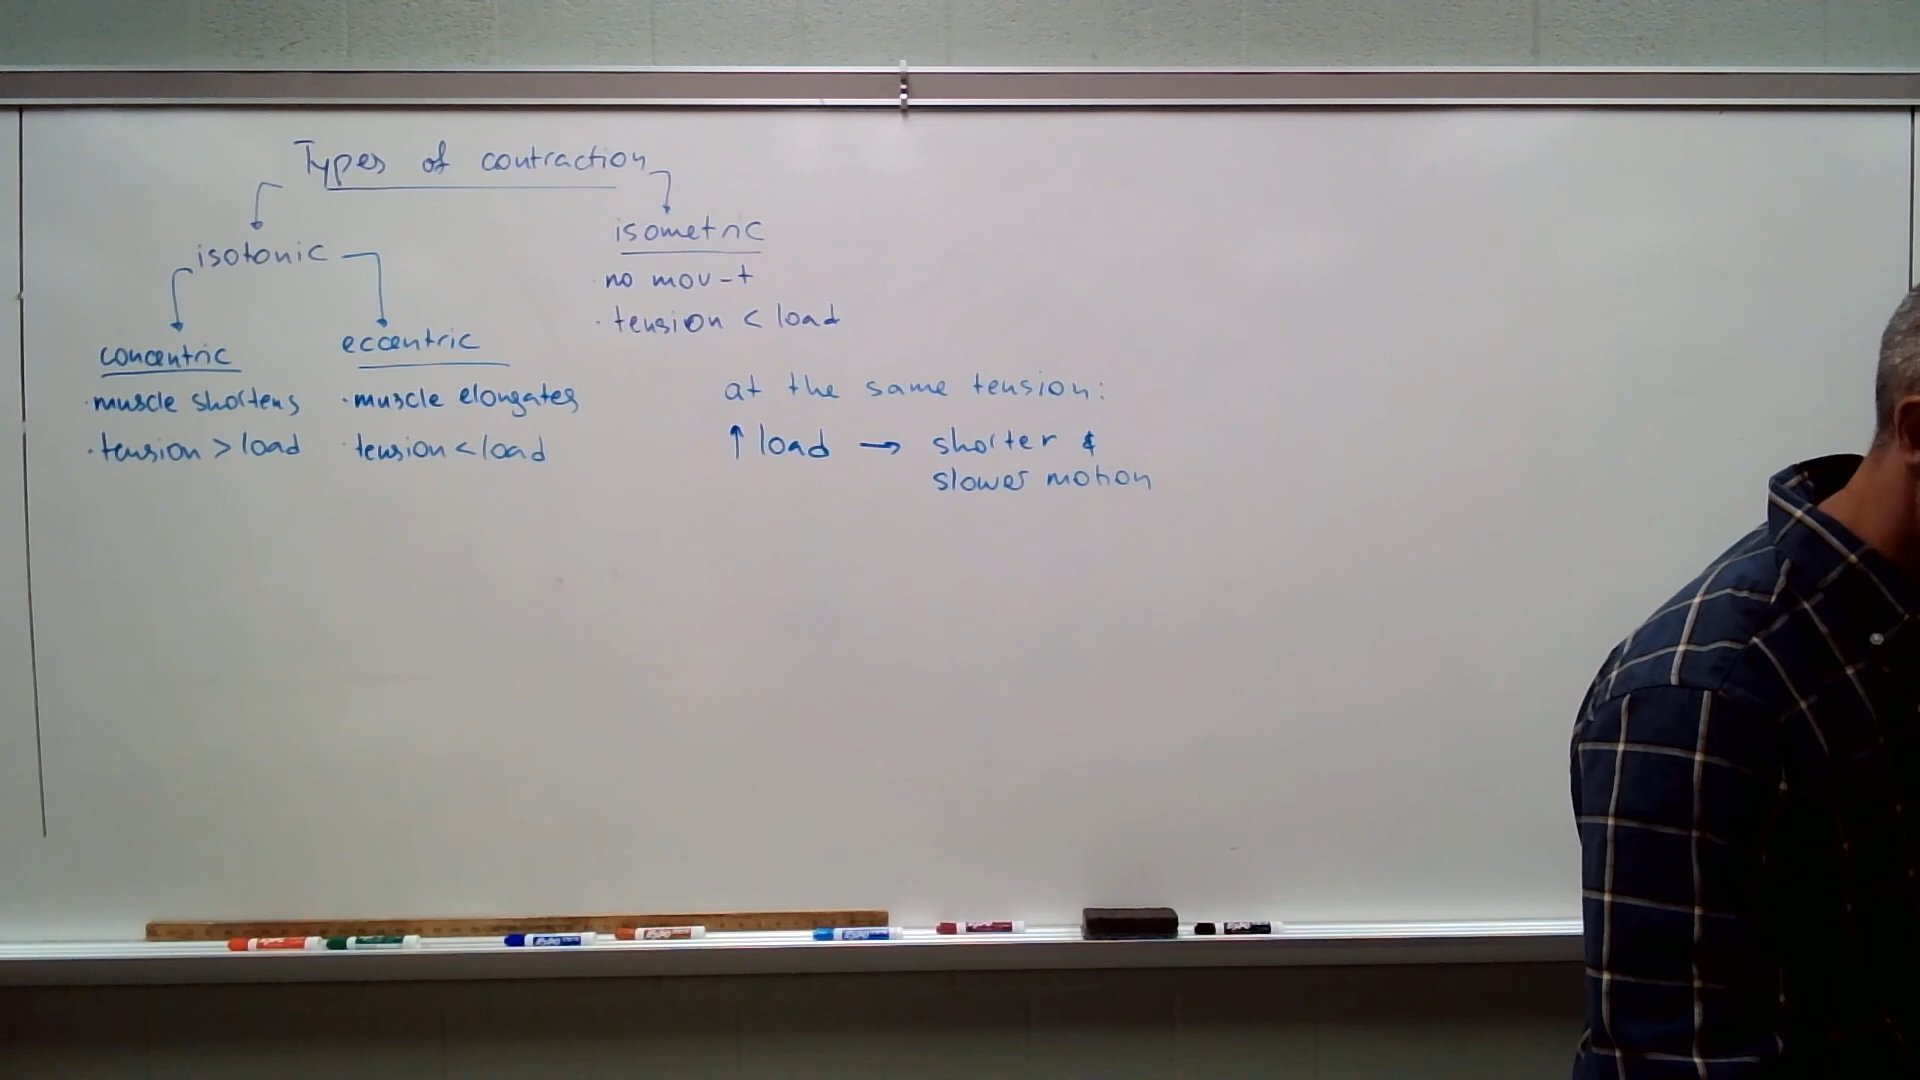 Types of contraction
isotonic
isometric
· no mov-t
· tension < load
concentric
· muscle shortens
· tension > load
eccentric
· muscle elongates
· tension < load
at the same tension:
↑ load → shorter &
slower motion